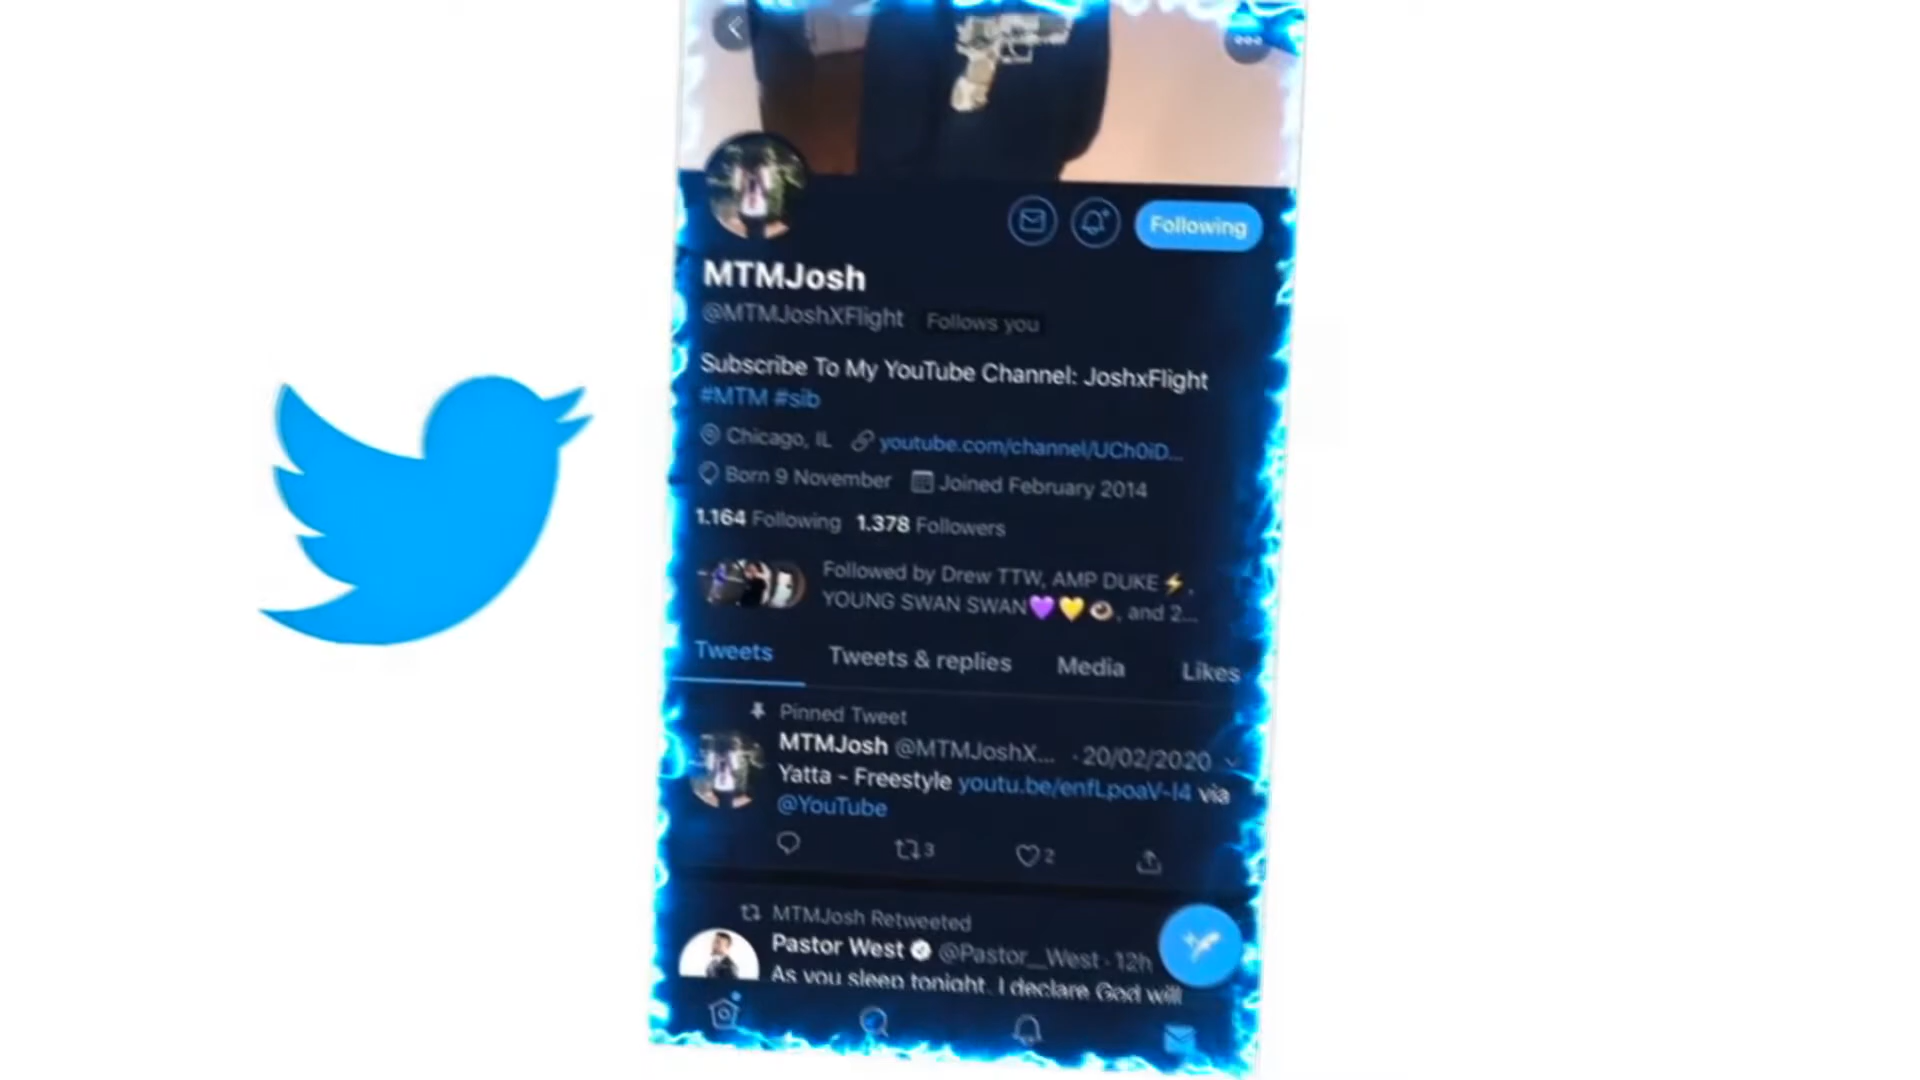 Following
MTMJosh
@MTMJoshXFlight Follows you
Subscribe To My YouTube Channel: JoshxFlight
#MTM #sib
Chicago, IL youtube.com/channel/UCh0iD...
Born 9 November Joined February 2014
1.164 Following 1.378 Followers
Followed by Drew TTW, AMP DUKE⚡,
YOUNG SWAN SWAN💜💛👁, and 2...
Tweets Tweets & replies Media Likes
Pinned Tweet
MTMJosh @MTMJoshX... · 20/02/2020
Yatta - Freestyle youtu.be/enfLpoaV-I4 via
@YouTube
3 2
MTMJosh Retweeted
Pastor West @Pastor__West · 12h
As you sleep tonight, I declare God will